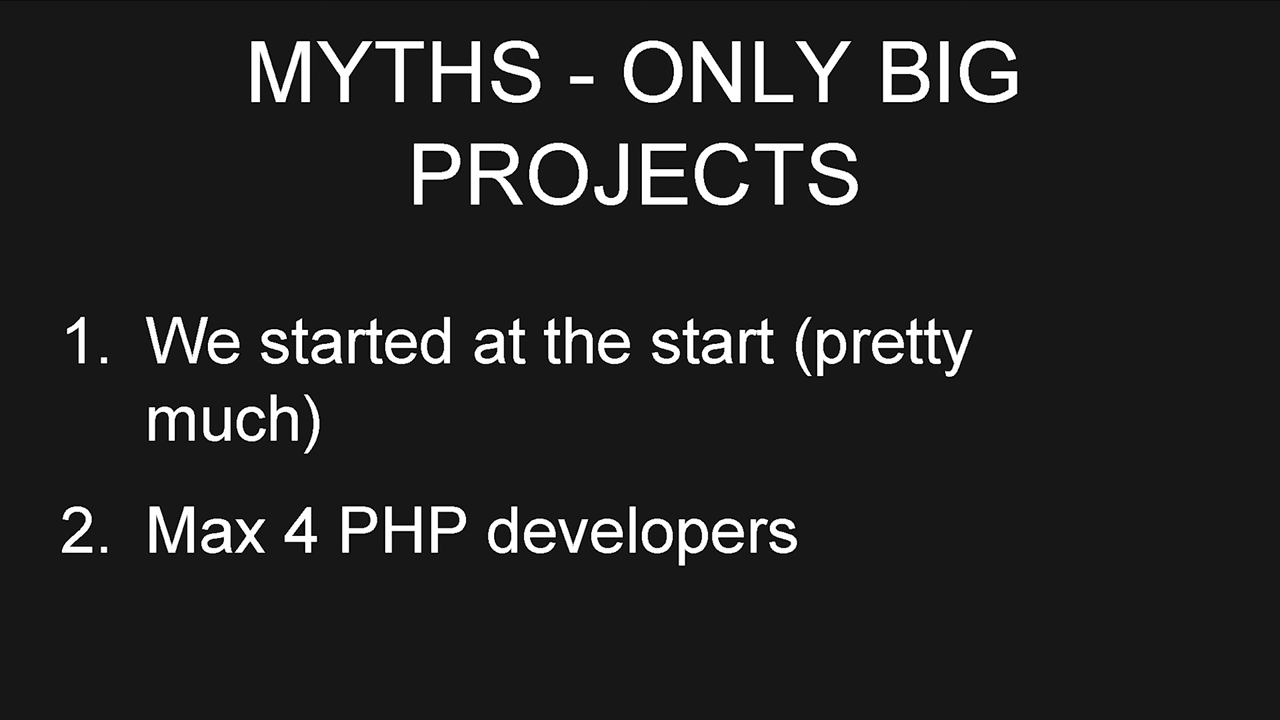 MYTHS - ONLY BIG
PROJECTS
1. We started at the start (pretty
much)
2. Max 4 PHP developers